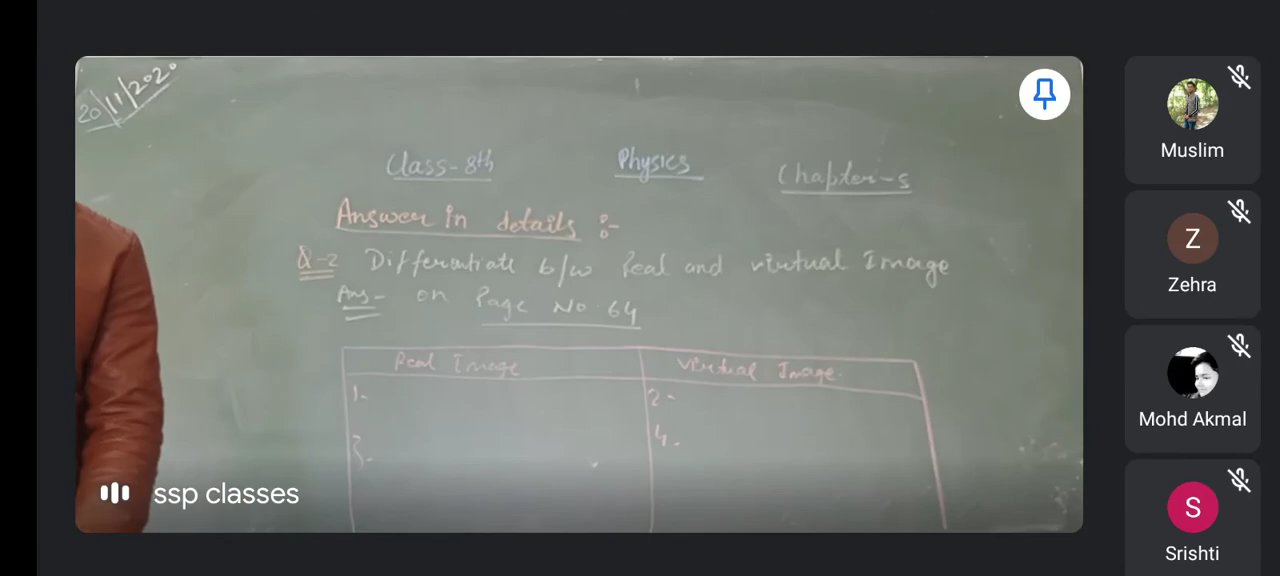 20/11/2020
Class-8th Physics Chapter-5
Answer in details :-
Q-2 Differentiate b/w Real and virtual Image
Ans- on Page No 64
Real Image Virtual Image.
1- 2-
3- 4-
ssp classes
Muslim
Z
Zehra
Mohd Akmal
S
Srishti